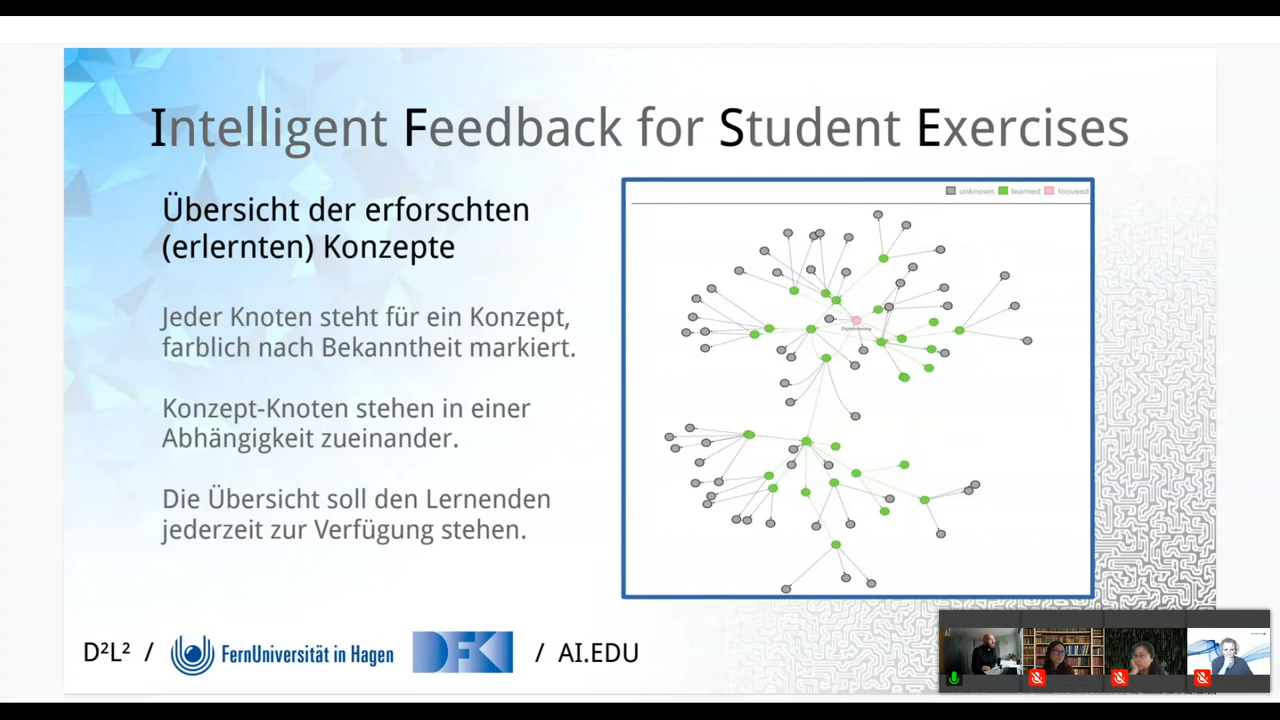 Intelligent Feedback for Student Exercises
Übersicht der erforschten
(erlernten) Konzepte
Jeder Knoten steht für ein Konzept,
farblich nach Bekanntheit markiert.
Konzept-Knoten stehen in einer
Abhängigkeit zueinander.
Die Übersicht soll den Lernenden
jederzeit zur Verfügung stehen.
unknown learned focused
D²L² / FernUniversität in Hagen DFKI / AI.EDU